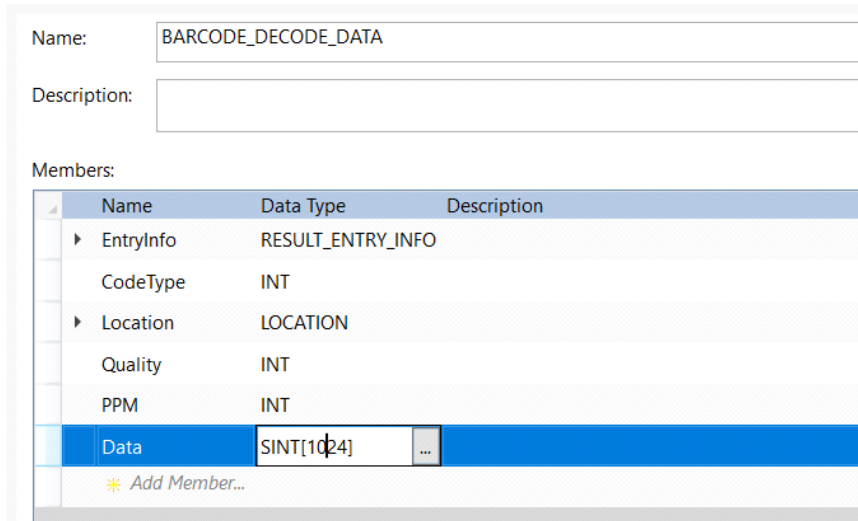 Name: BARCODE_DECODE_DATA
Description:
Members:
Name Data Type Description
EntryInfo RESULT_ENTRY_INFO
CodeType INT
Location LOCATION
Quality INT
PPM INT
Data SINT[1024] ...
Add Member...